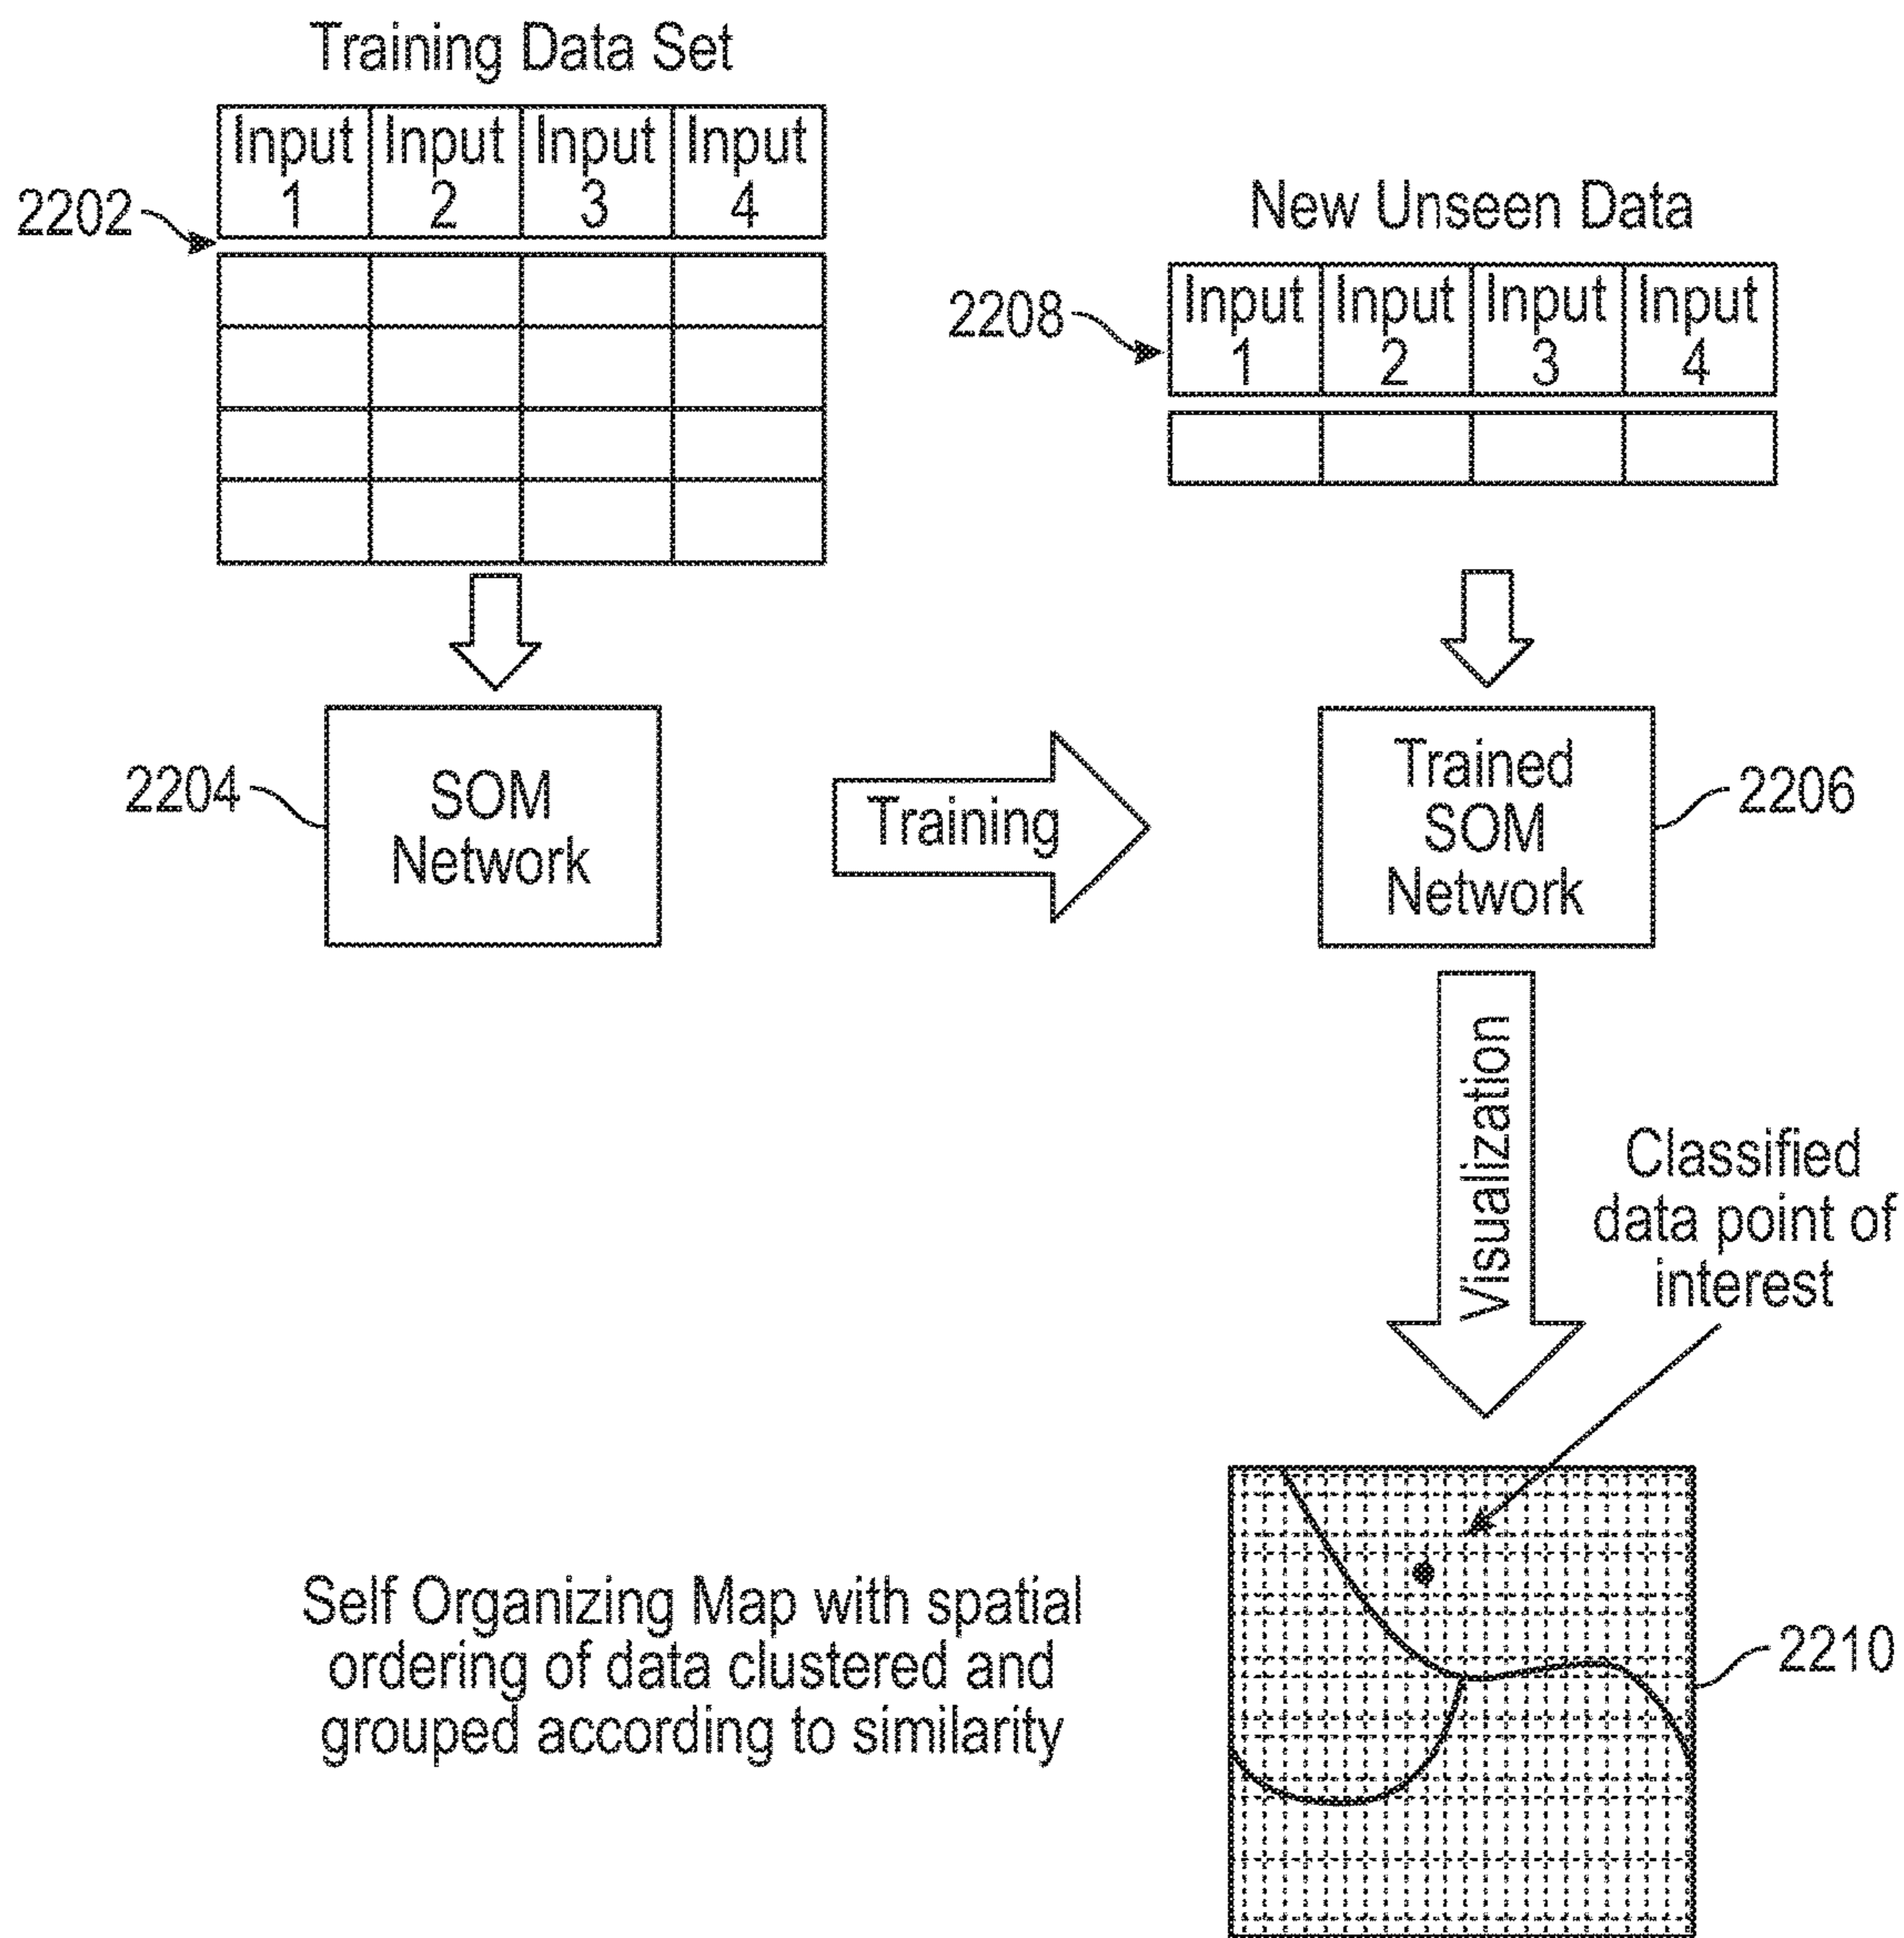 Training Data Set
Input Input Input Input
1 2 3 4
2202
New Unseen Data
2208
Input Input Input Input
1 2 3 4
2204
SOM
Network
Training
Trained
SOM
Network
2206
Visualization
Classified
data point of
interest
Self Organizing Map with spatial
ordering of data clustered and
grouped according to similarity
2210